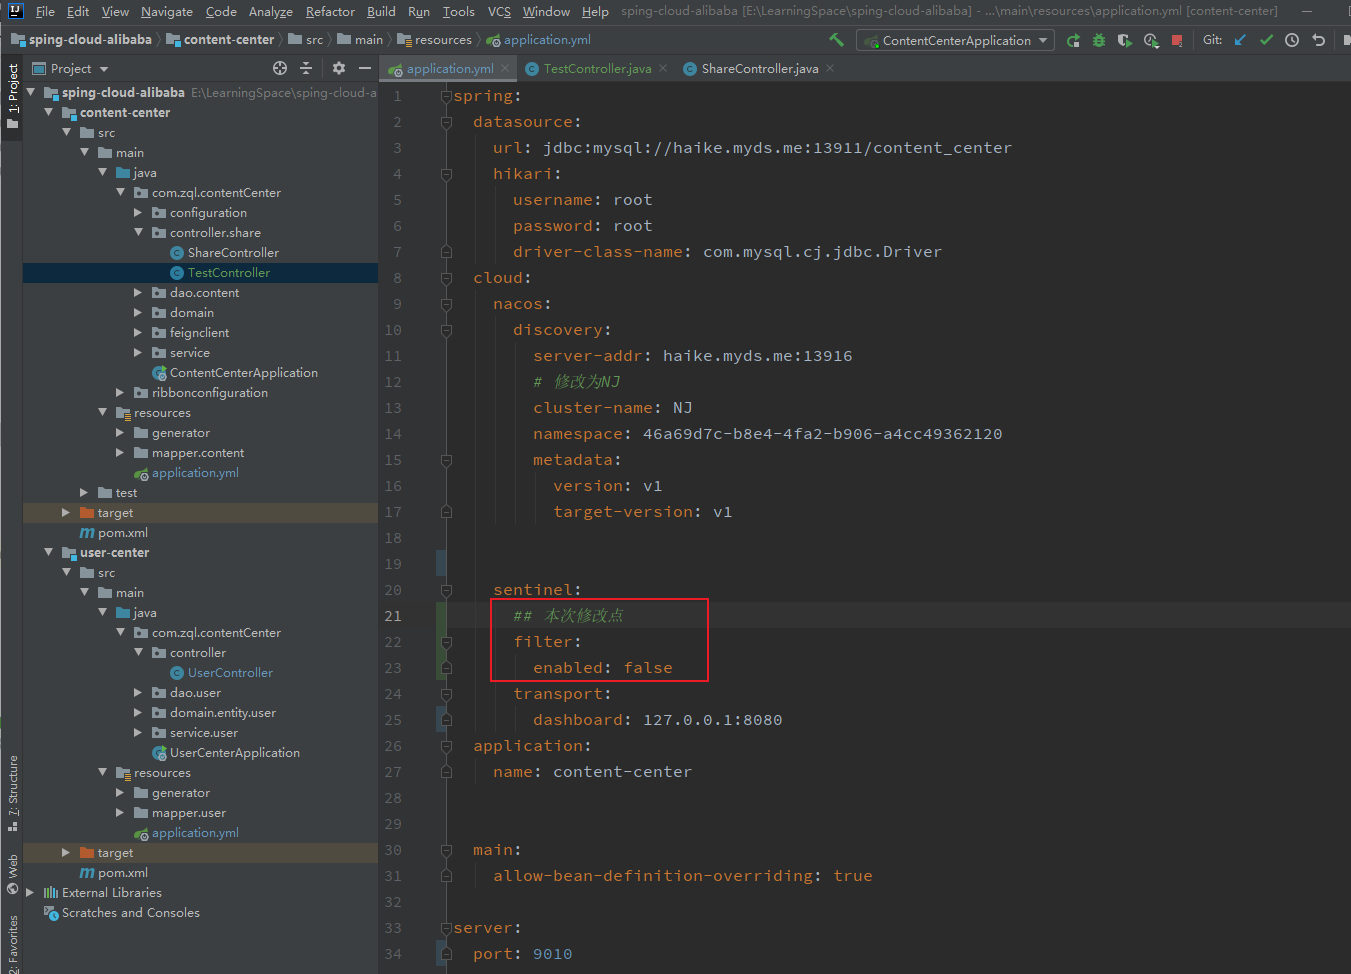 File Edit View Navigate Code Analyze Refactor Build Run Tools VCS Window Help sping-cloud-alibaba [E:\LearningSpace\sping-cloud-alibaba] - ...\main\resources\application.yml [content-center]
sping-cloud-alibaba content-center src main resources application.yml ContentCenterApplication Git:
Project application.yml TestController.java ShareController.java
1: Project
7: Structure
Web
2: Favorites
sping-cloud-alibaba E:\LearningSpace\sping-cloud-a
content-center
src
main
java
com.zql.contentCenter
configuration
controller.share
ShareController
TestController
dao.content
domain
feignclient
service
ContentCenterApplication
ribbonconfiguration
resources
generator
mapper.content
application.yml
test
target
pom.xml
user-center
src
main
java
com.zql.contentCenter
controller
UserController
dao.user
domain.entity.user
service.user
UserCenterApplication
resources
generator
mapper.user
application.yml
target
pom.xml
External Libraries
Scratches and Consoles
1 spring:
2 datasource:
3 url: jdbc:mysql://haike.myds.me:13911/content_center
4 hikari:
5 username: root
6 password: root
7 driver-class-name: com.mysql.cj.jdbc.Driver
8 cloud:
9 nacos:
10 discovery:
11 server-addr: haike.myds.me:13916
12 # 修改为NJ
13 cluster-name: NJ
14 namespace: 46a69d7c-b8e4-4fa2-b906-a4cc49362120
15 metadata:
16 version: v1
17 target-version: v1
18
19
20 sentinel:
21 ## 本次修改点
22 filter:
23 enabled: false
24 transport:
25 dashboard: 127.0.0.1:8080
26 application:
27 name: content-center
28
29
30 main:
31 allow-bean-definition-overriding: true
32
33 server:
34 port: 9010